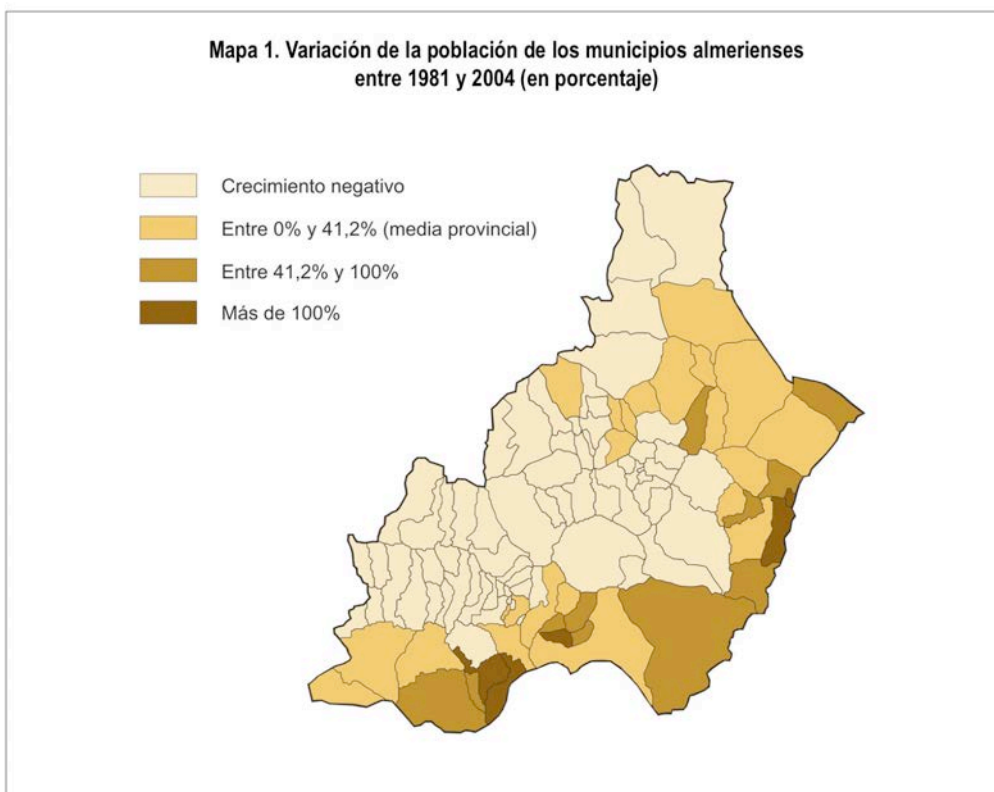 Mapa 1. Variación de la población de los municipios almerienses
entre 1981 y 2004 (en porcentaje)
Crecimiento negativo
Entre 0% y 41,2% (media provincial)
Entre 41,2% y 100%
Más de 100%